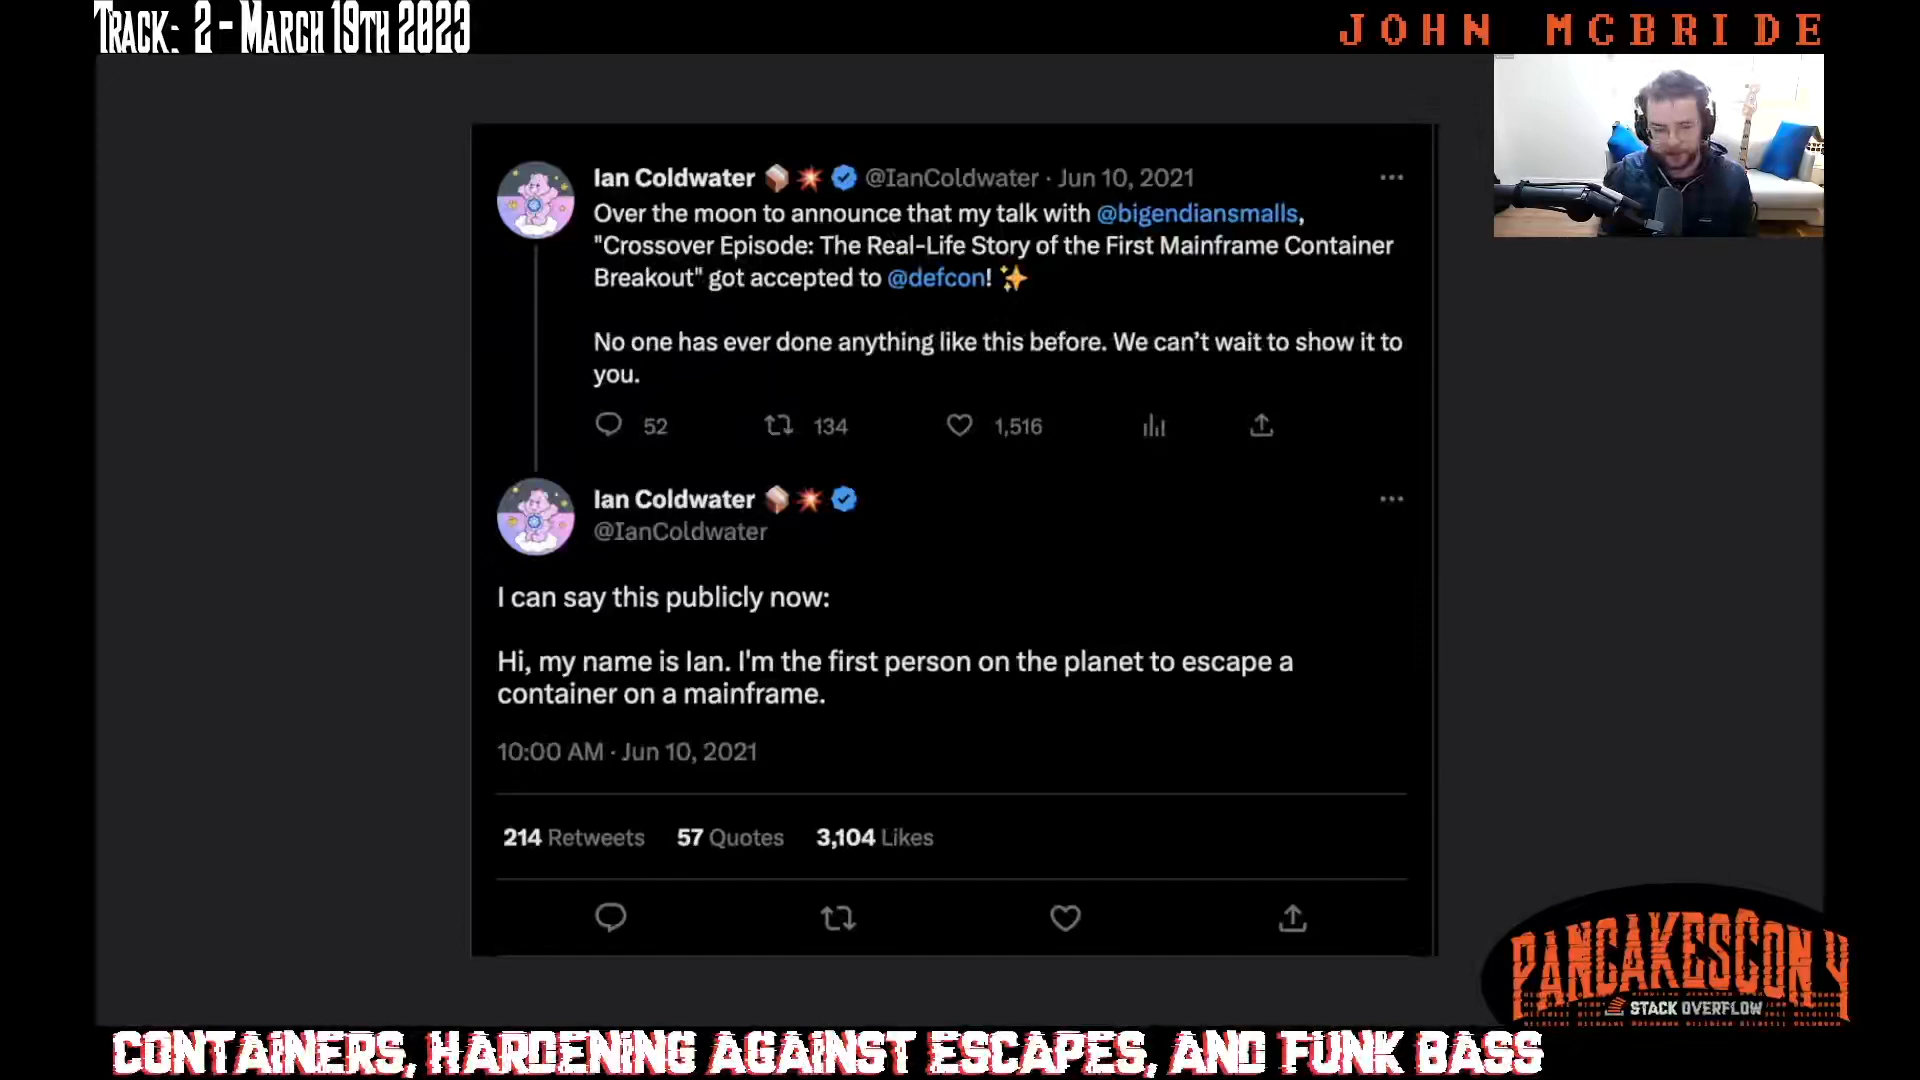 Track: 2 - March 19th 2023
JOHN MCBRIDE
Ian Coldwater @IanColdwater · Jun 10, 2021
Over the moon to announce that my talk with @bigendiansmalls,
"Crossover Episode: The Real-Life Story of the First Mainframe Container
Breakout" got accepted to @defcon! ✨
No one has ever done anything like this before. We can’t wait to show it to
you.
52 134 1,516
Ian Coldwater
@IanColdwater
I can say this publicly now:
Hi, my name is Ian. I'm the first person on the planet to escape a
container on a mainframe.
10:00 AM · Jun 10, 2021
214 Retweets 57 Quotes 3,104 Likes
PANCAKESCON 4
STACK OVERFLOW
CONTAINERS, HARDENING AGAINST ESCAPES, AND FUNK BASS